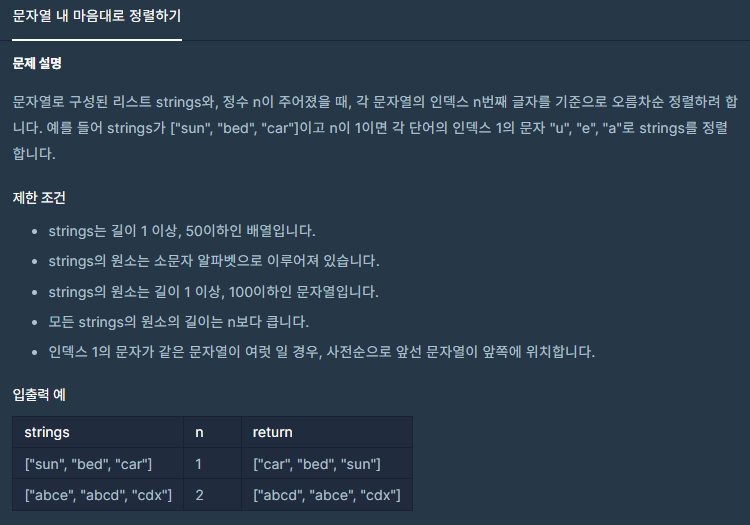 문자열 내 마음대로 정렬하기
문제 설명
문자열로 구성된 리스트 strings와, 정수 n이 주어졌을 때, 각 문자열의 인덱스 n번째 글자를 기준으로 오름차순 정렬하려 합
니다. 예를 들어 strings가 ["sun", "bed", "car"]이고 n이 1이면 각 단어의 인덱스 1의 문자 "u", "e", "a"로 strings를 정렬
합니다.
제한 조건
strings는 길이 1 이상, 50이하인 배열입니다.
strings의 원소는 소문자 알파벳으로 이루어져 있습니다.
strings의 원소는 길이 1 이상, 100이하인 문자열입니다.
모든 strings의 원소의 길이는 n보다 큽니다.
인덱스 1의 문자가 같은 문자열이 여럿 일 경우, 사전순으로 앞선 문자열이 앞쪽에 위치합니다.
입출력 예
strings n return
["sun", "bed", "car"] 1 ["car", "bed", "sun"]
["abce", "abcd", "cdx"] 2 ["abcd", "abce", "cdx"]